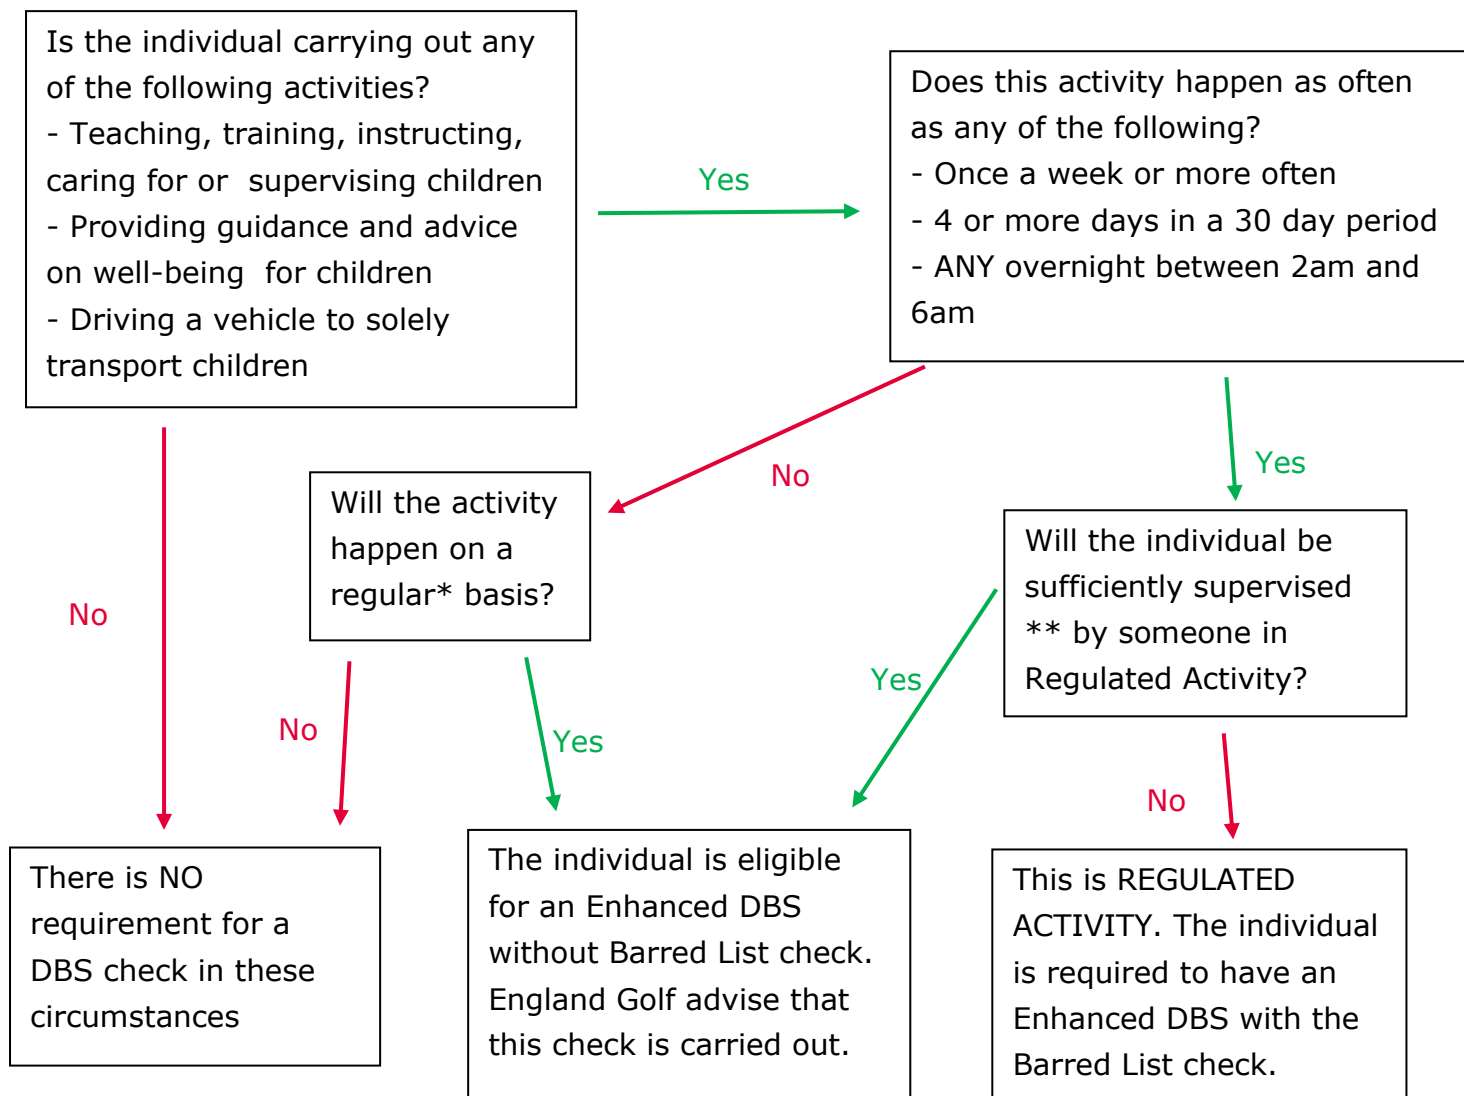 Is the individual carrying out any
of the following activities?
- Teaching, training, instructing,
caring for or  supervising children
- Providing guidance and advice
on well-being  for children
- Driving a vehicle to solely
transport children
Yes
Does this activity happen as often
as any of the following?
- Once a week or more often
- 4 or more days in a 30 day period
- ANY overnight between 2am and
6am
No
No
Yes
Will the activity
happen on a
regular* basis?
Will the individual be
sufficiently supervised
** by someone in
Regulated Activity?
No
Yes
Yes
No
There is NO
requirement for a
DBS check in these
circumstances
The individual is eligible
for an Enhanced DBS
without Barred List check.
England Golf advise that
this check is carried out.
This is REGULATED
ACTIVITY. The individual
is required to have an
Enhanced DBS with the
Barred List check.